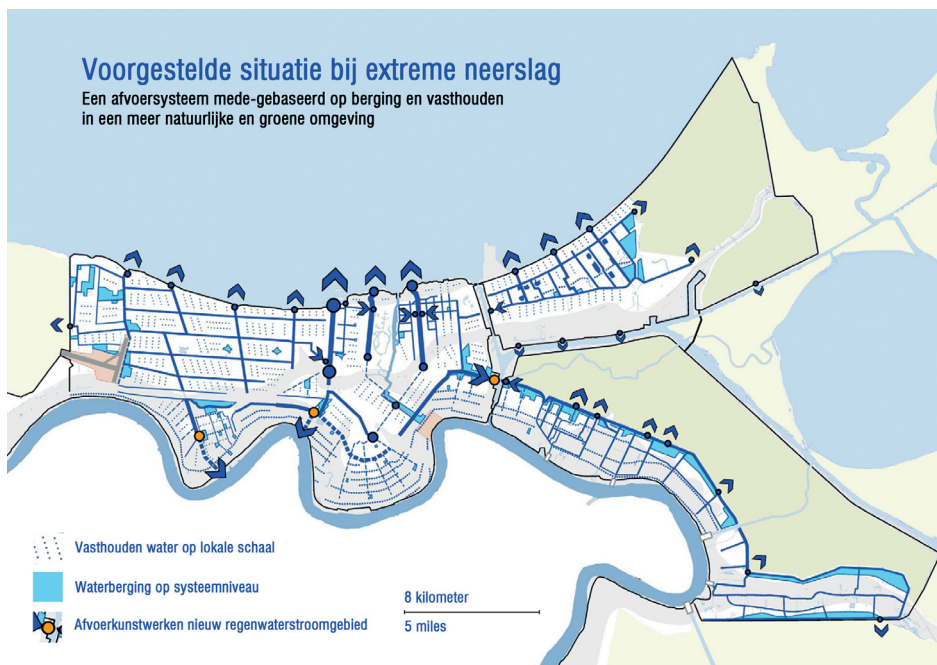 Voorgestelde situatie bij extreme neerslag
Een afvoersysteem mede-gebaseerd op berging en vasthouden
in een meer natuurlijke en groene omgeving
Vasthouden water op lokale schaal
Waterberging op systeemniveau
Afvoerkunstwerken nieuw regenwaterstroomgebied
8 kilometer
5 miles